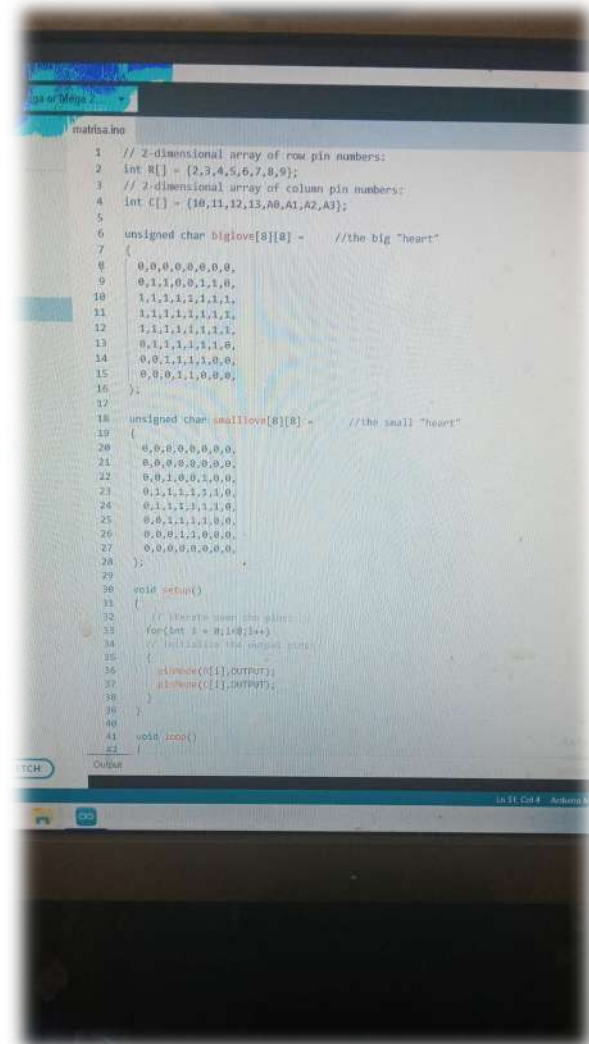 matrisa.ino
1 // 2-dimensional array of row pin numbers:
2 int R[] = {2,3,4,5,6,7,8,9};
3 // 2-dimensional array of column pin numbers:
4 int C[] = {10,11,12,13,A0,A1,A2,A3};
5
6 unsigned char biglove[8][8] = //the big "heart"
7 {
8 0,0,0,0,0,0,0,0,
9 0,1,1,0,0,1,1,0,
10 1,1,1,1,1,1,1,1,
11 1,1,1,1,1,1,1,1,
12 1,1,1,1,1,1,1,1,
13 0,1,1,1,1,1,1,0,
14 0,0,1,1,1,1,0,0,
15 0,0,0,1,1,0,0,0,
16 };
17
18 unsigned char smalllove[8][8] = //the small "heart"
19 {
20 0,0,0,0,0,0,0,0,
21 0,0,0,0,0,0,0,0,
22 0,0,1,0,0,1,0,0,
23 0,1,1,1,1,1,1,0,
24 0,1,1,1,1,1,1,0,
25 0,0,1,1,1,1,0,0,
26 0,0,0,1,1,0,0,0,
27 0,0,0,0,0,0,0,0,
28 };
29
30 void setup()
31 {
32 // iterate over the pins:
33 for(int i = 0;i<8;i++)
34 // initialize the output pins:
35 {
36 pinMode(R[i],OUTPUT);
37 pinMode(C[i],OUTPUT);
38 }
39 }
40
41 void loop()
42 {
TCH
Output
Ln 31, Col 4 Arduino